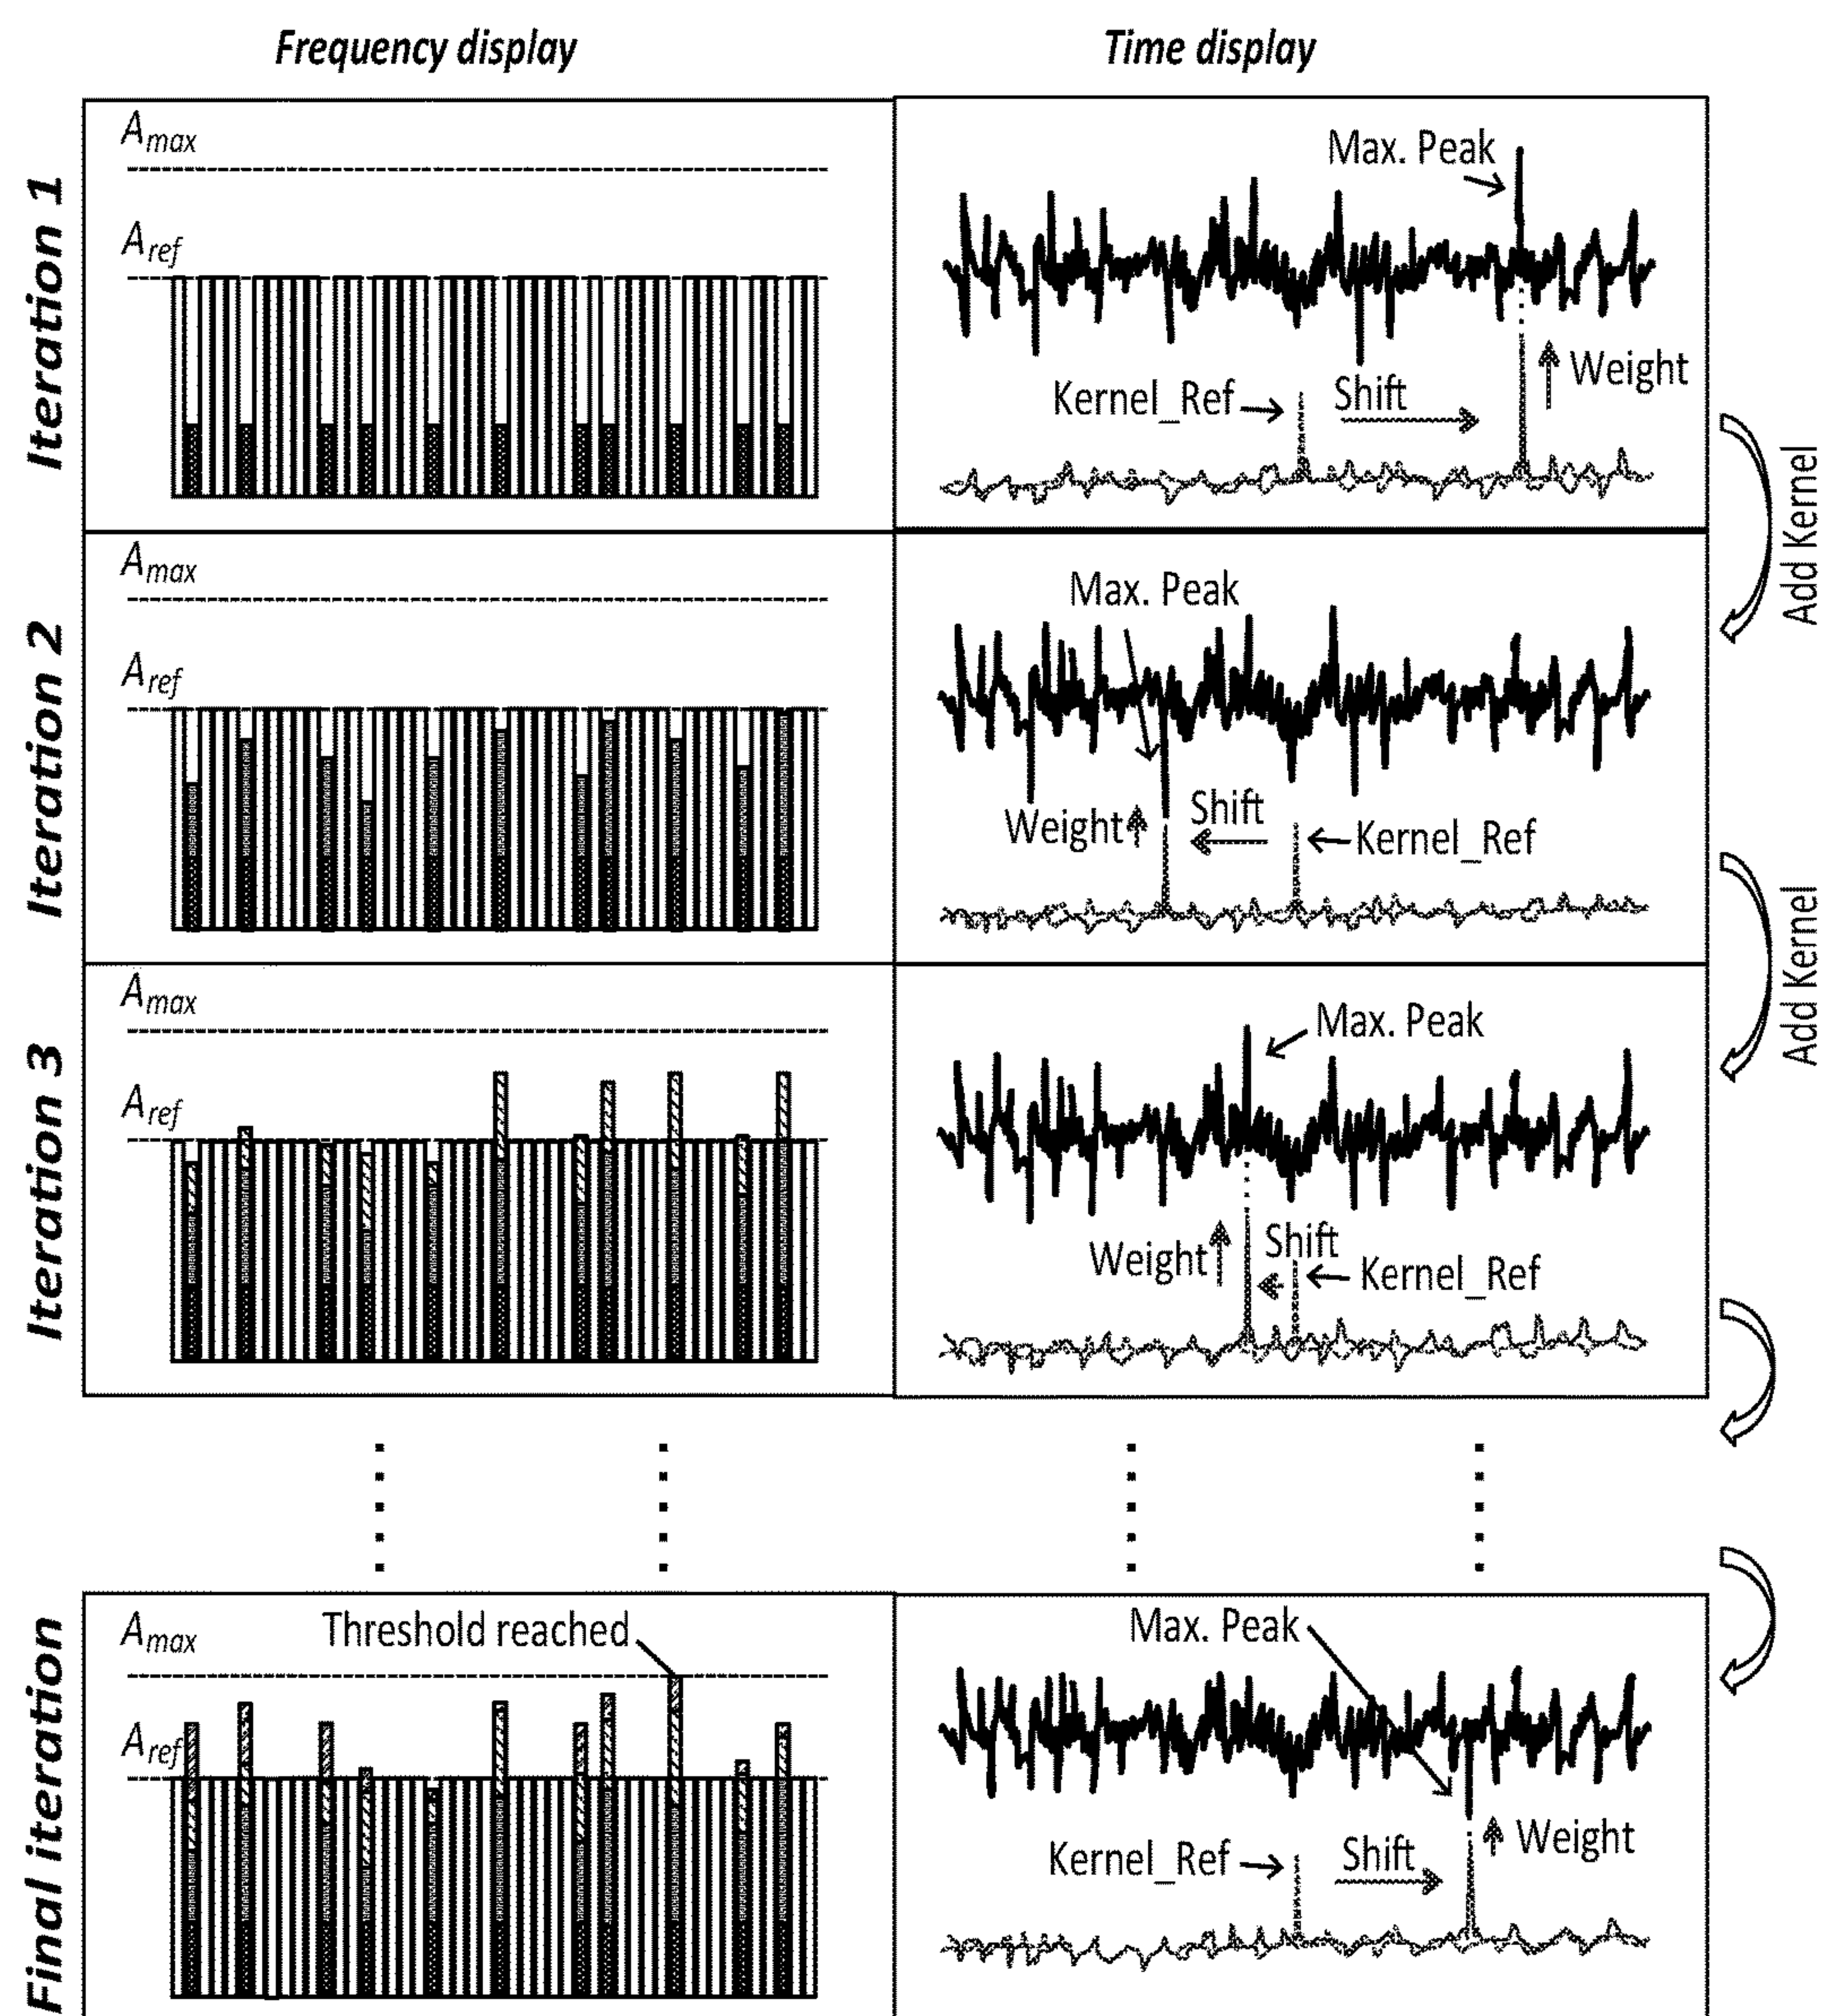 Frequency display
Time display
Iteration 1
Amax
Aref
Max. Peak
Weight
Kernel_Ref
Shift
Add Kernel
Iteration 2
Amax
Aref
Max. Peak
Weight
Shift
Kernel_Ref
Add Kernel
Iteration 3
Amax
Aref
Max. Peak
Weight
Shift
Kernel_Ref
Final iteration
Amax
Threshold reached
Aref
Max. Peak
Weight
Kernel_Ref
Shift